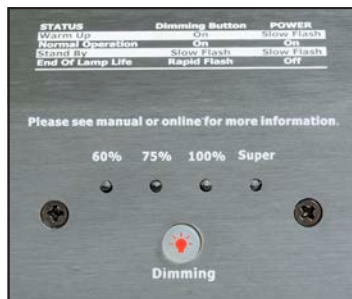 STATUS Dimming Button POWER
Warm Up On Slow Flash
Normal Operation On On
Stand By Slow Flash Slow Flash
End Of Lamp Life Rapid Flash Off
Please see manual or online for more information.
60% 75% 100% Super
Dimming